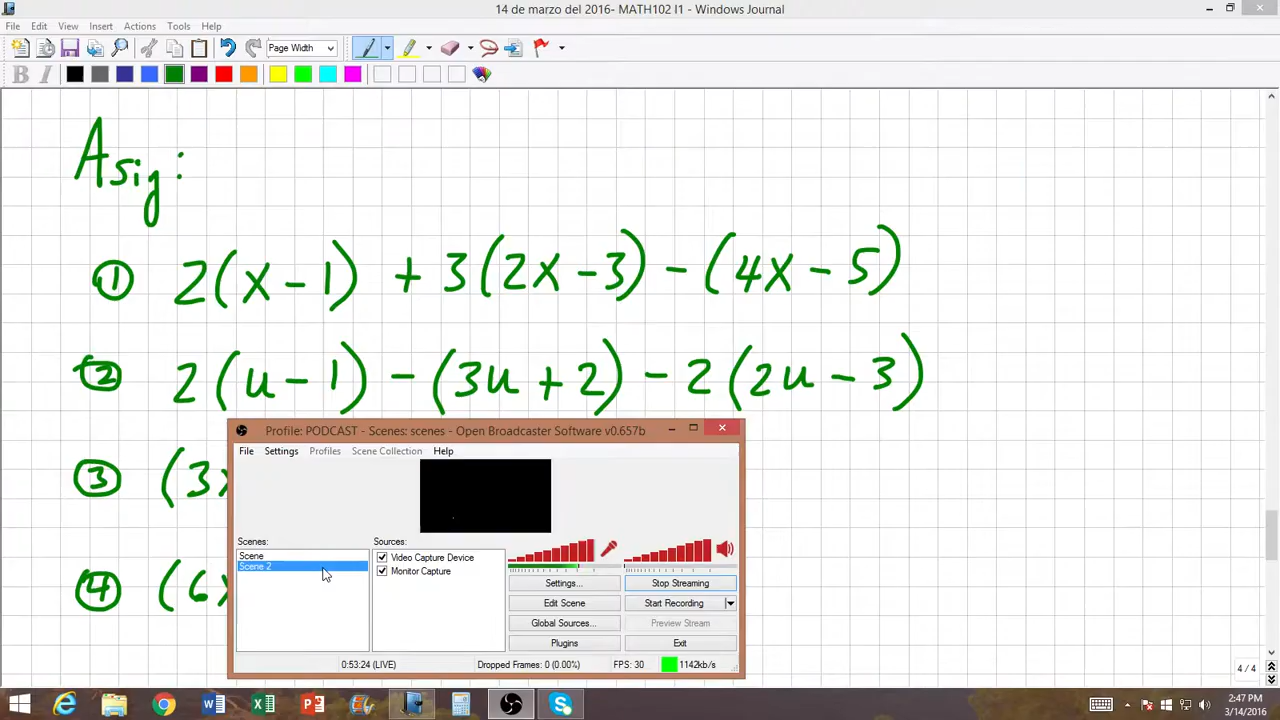 14 de marzo del 2016- MATH102 I1 - Windows Journal
File Edit View Insert Actions Tools Help
Page Width
B I
Asig:
① 2(x-1) + 3(2x-3) - (4x-5)
② 2(u-1) - (3u+2) - 2(2u-3)
③ (3x
④ (6x
Profile: PODCAST - Scenes: scenes - Open Broadcaster Software v0.657b
File Settings Profiles Scene Collection Help
Scenes: Sources:
Scene
Scene 2
Video Capture Device
Monitor Capture
Settings... Stop Streaming
Edit Scene Start Recording
Global Sources... Preview Stream
Plugins Exit
0:53:24 (LIVE) Dropped Frames: 0 (0.00%) FPS: 30 1142kb/s
4 / 4
2:47 PM
3/14/2016